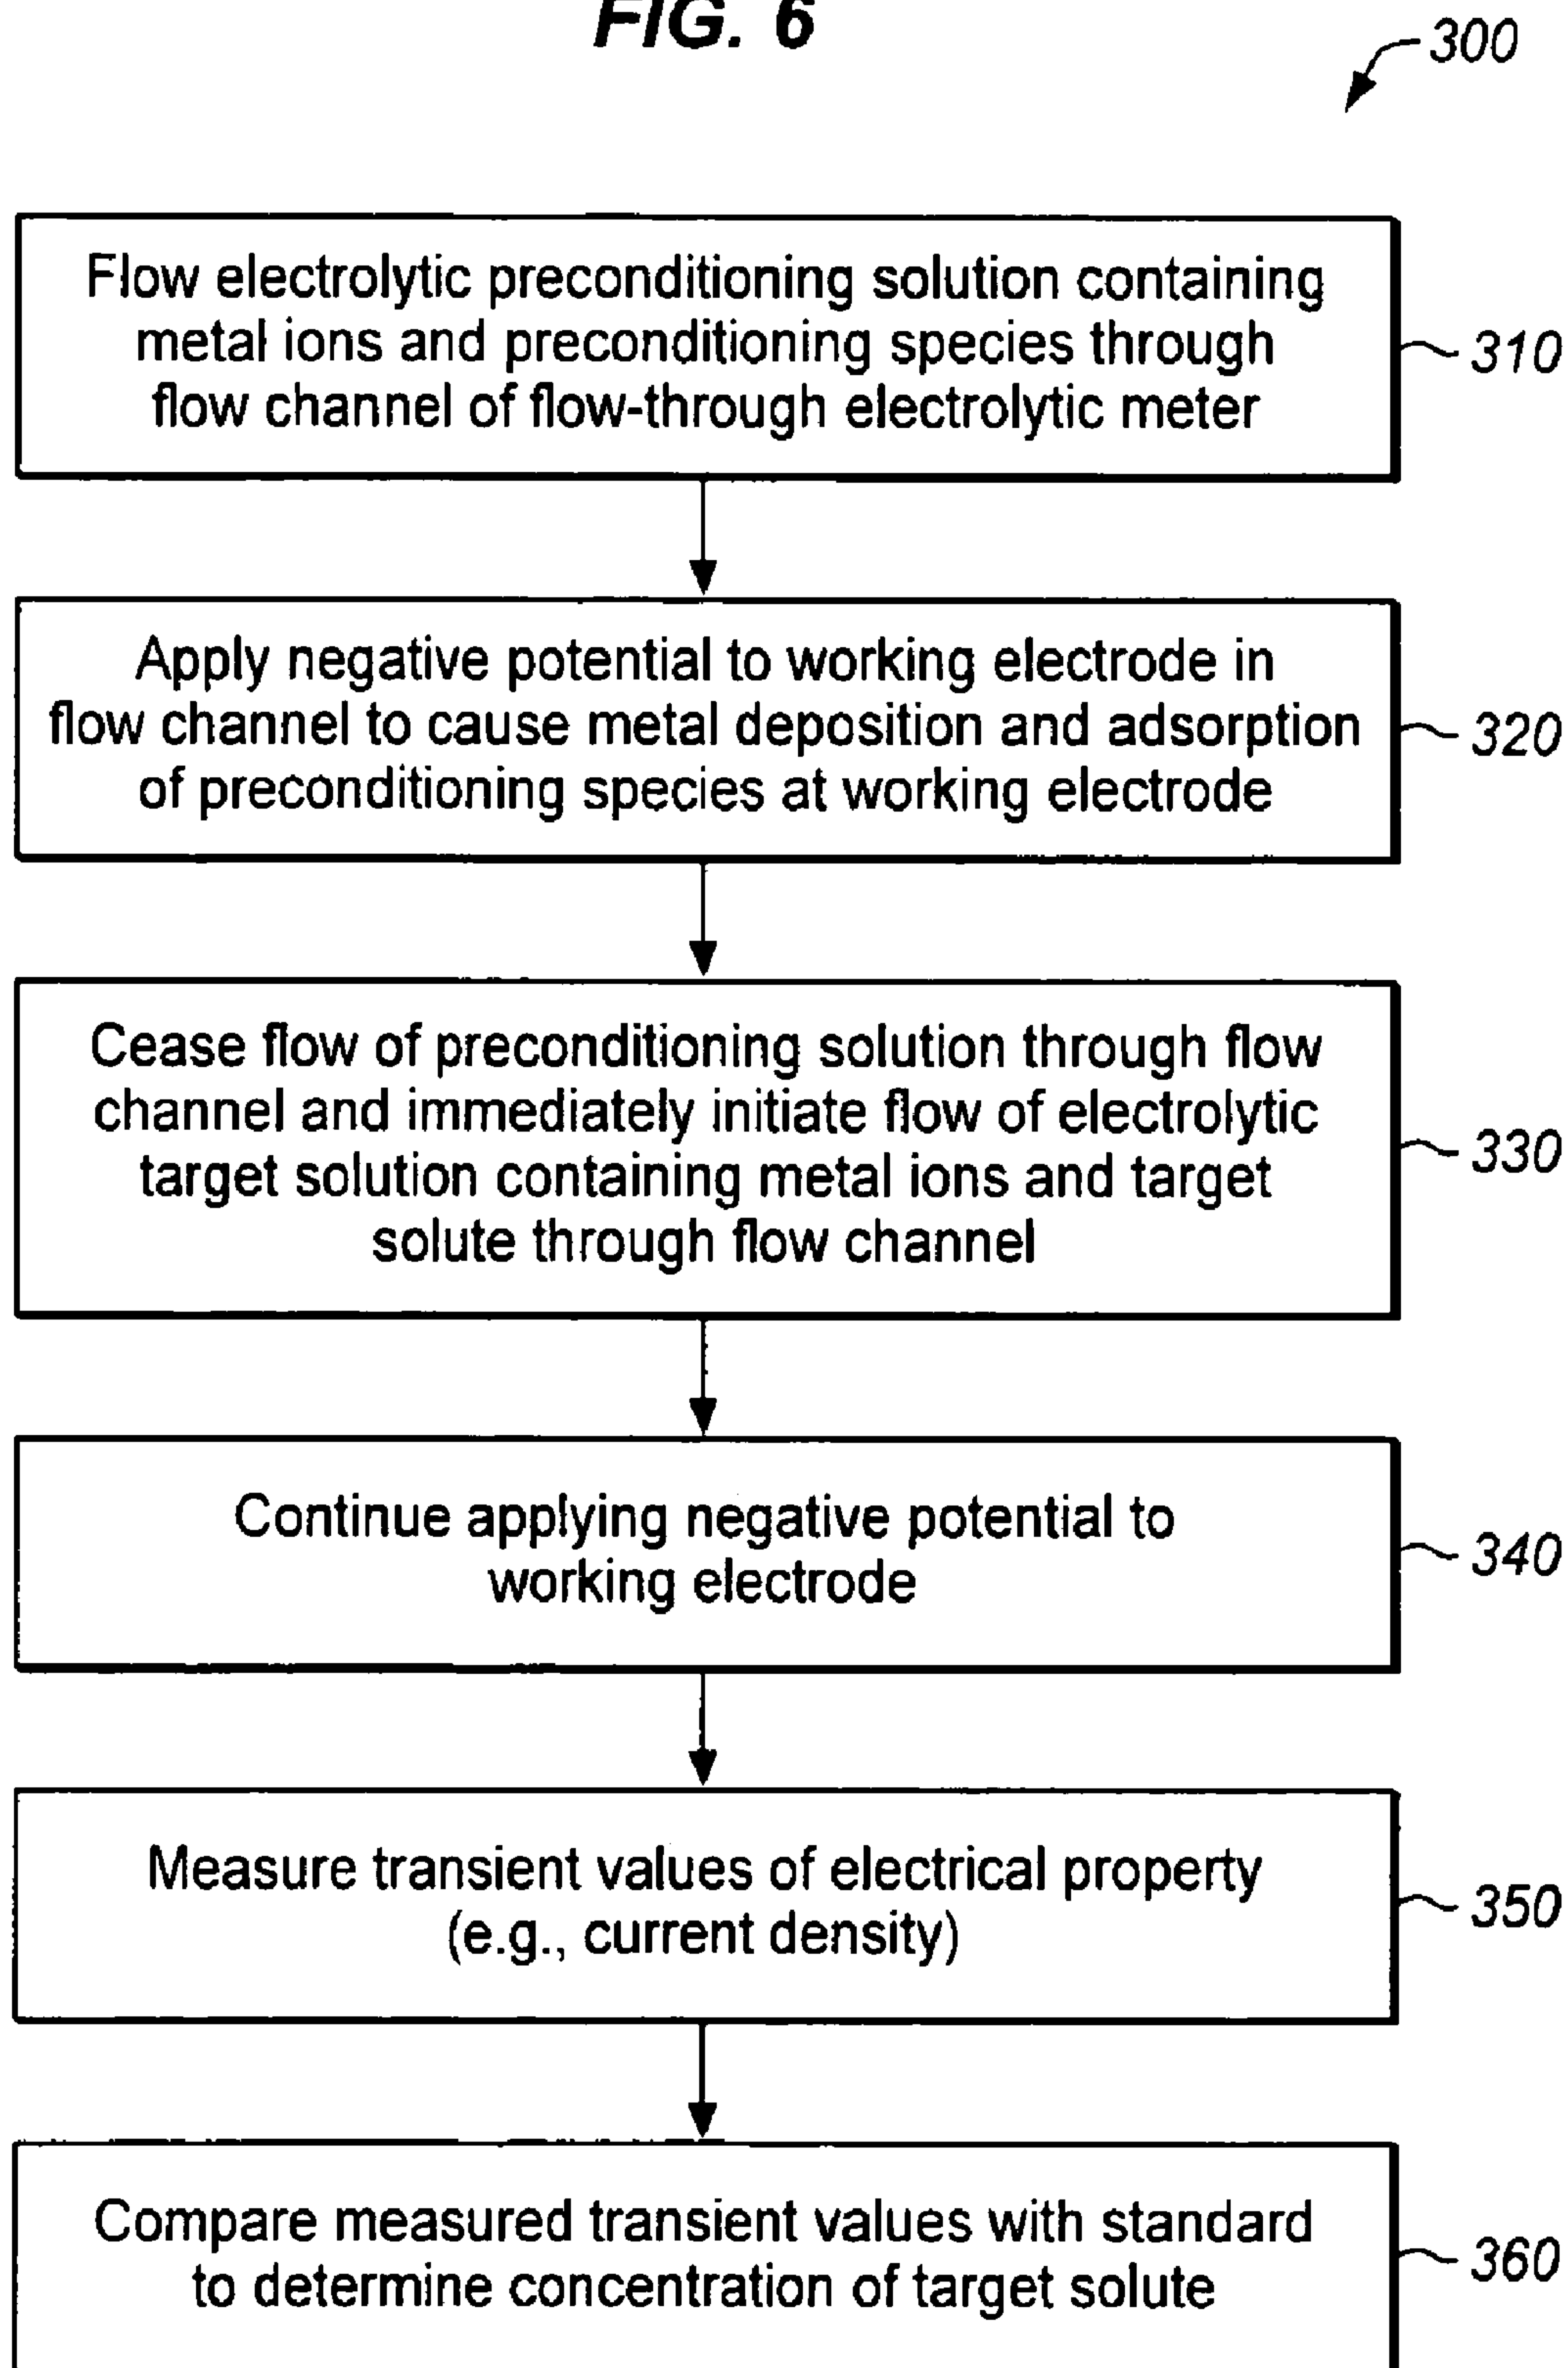 FIG. 6
300
Flow electrolytic preconditioning solution containing
metal ions and preconditioning species through
flow channel of flow-through electrolytic meter
310
Apply negative potential to working electrode in
flow channel to cause metal deposition and adsorption
of preconditioning species at working electrode
320
Cease flow of preconditioning solution through flow
channel and immediately initiate flow of electrolytic
target solution containing metal ions and target
solute through flow channel
330
Continue applying negative potential to
working electrode
340
Measure transient values of electrical property
(e.g., current density)
350
Compare measured transient values with standard
to determine concentration of target solute
360